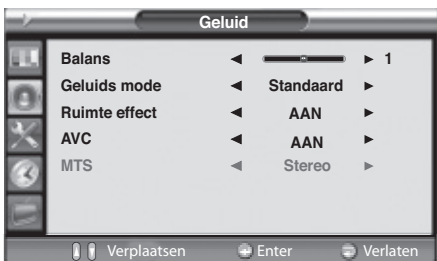 Geluid
Balans 1
Geluids mode Standaard
Ruimte effect AAN
AVC AAN
MTS Stereo
Verplaatsen Enter Verlaten